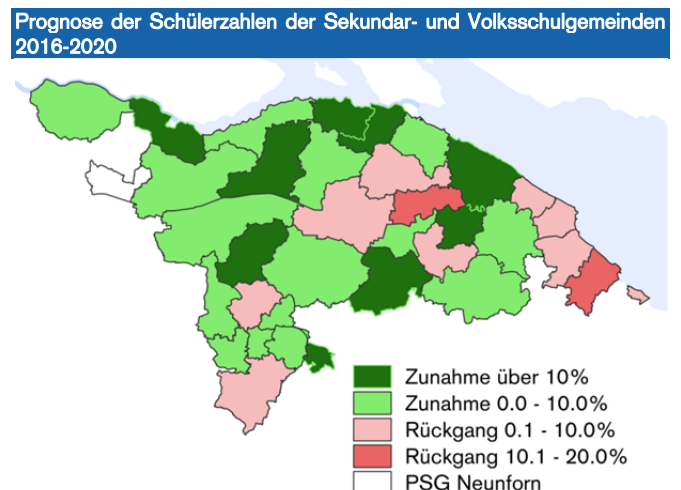 Prognose der Schülerzahlen der Sekundar- und Volksschulgemeinden
2016-2020
Zunahme über 10%
Zunahme 0.0 - 10.0%
Rückgang 0.1 - 10.0%
Rückgang 10.1 - 20.0%
PSG Neunforn